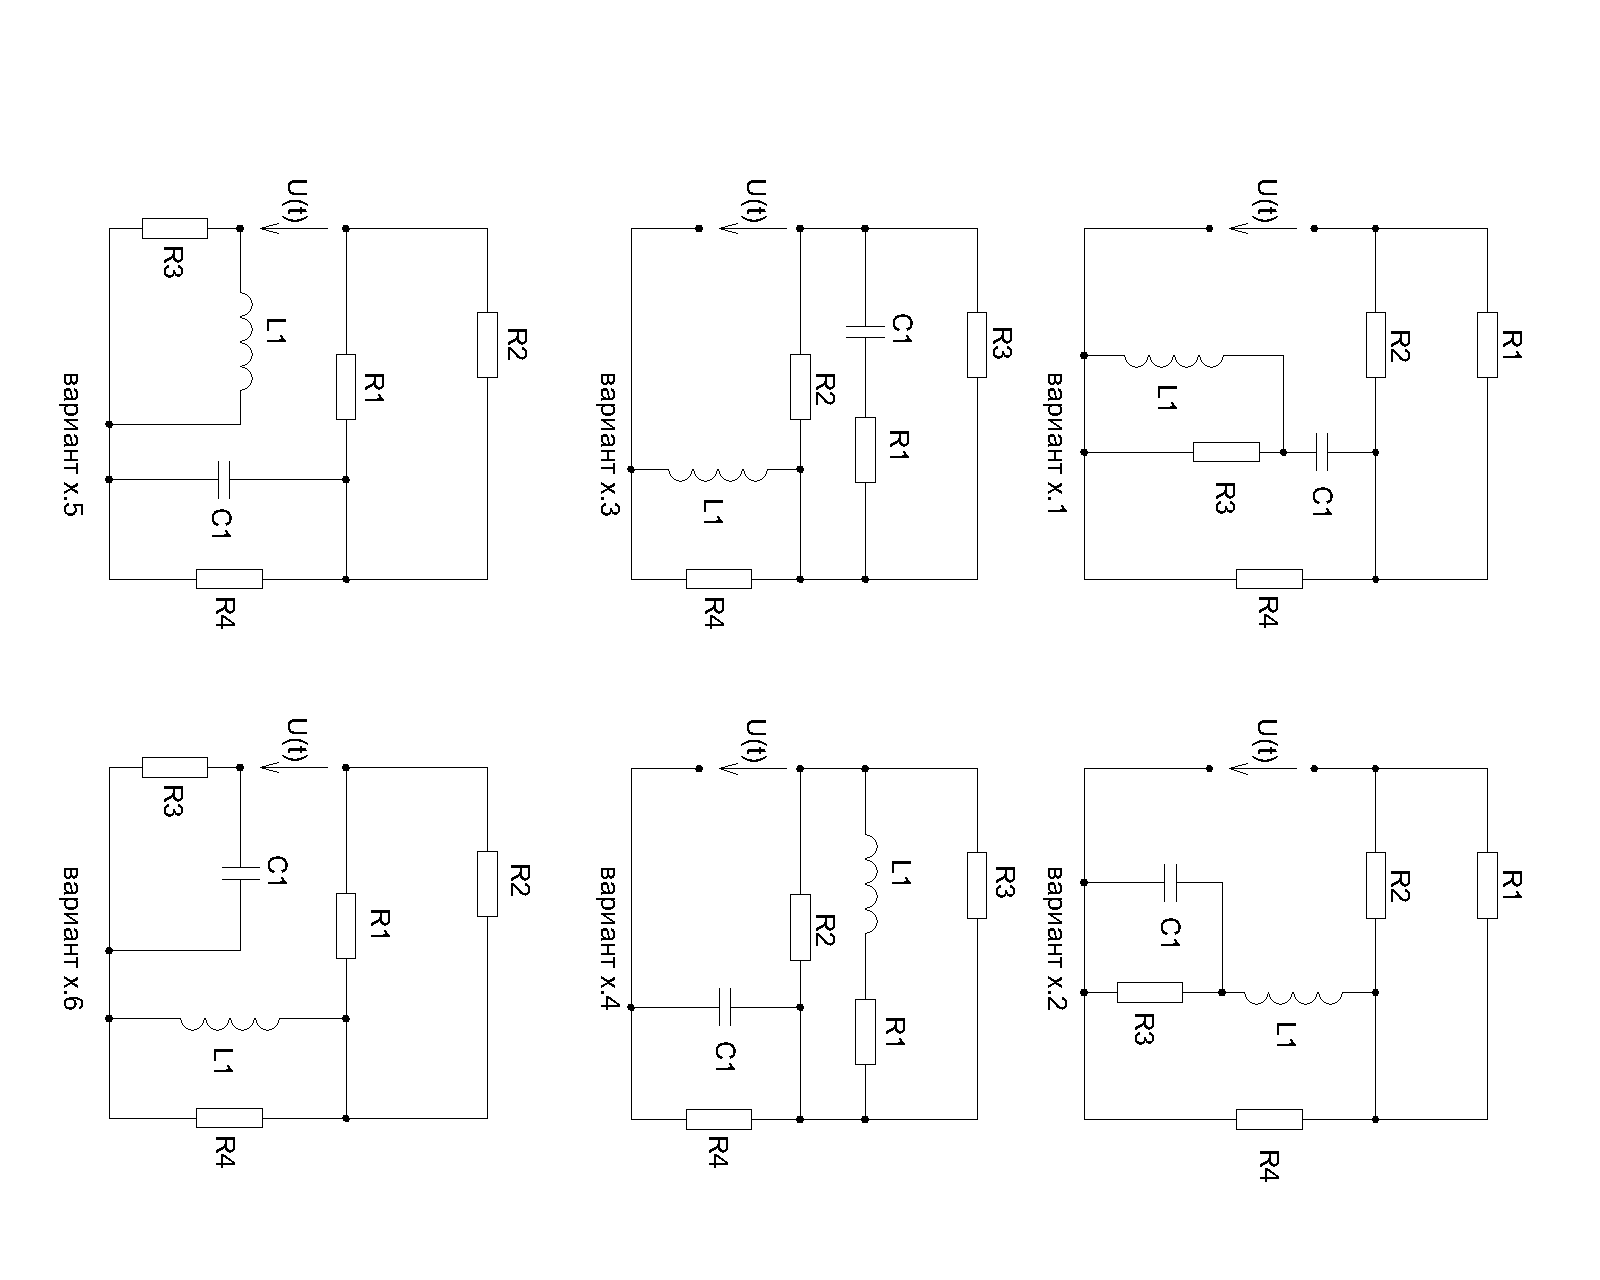 R1
R2
U(t)
L1
R3
C1
R4
вариант x.1
R1
R2
U(t)
C1
R3
L1
R4
вариант x.2
R3
C1
R1
R2
U(t)
L1
R4
вариант x.3
R3
L1
R1
R2
U(t)
C1
R4
вариант x.4
R2
R1
U(t)
L1
R3
C1
R4
вариант x.5
R2
R1
U(t)
C1
R3
L1
R4
вариант x.6